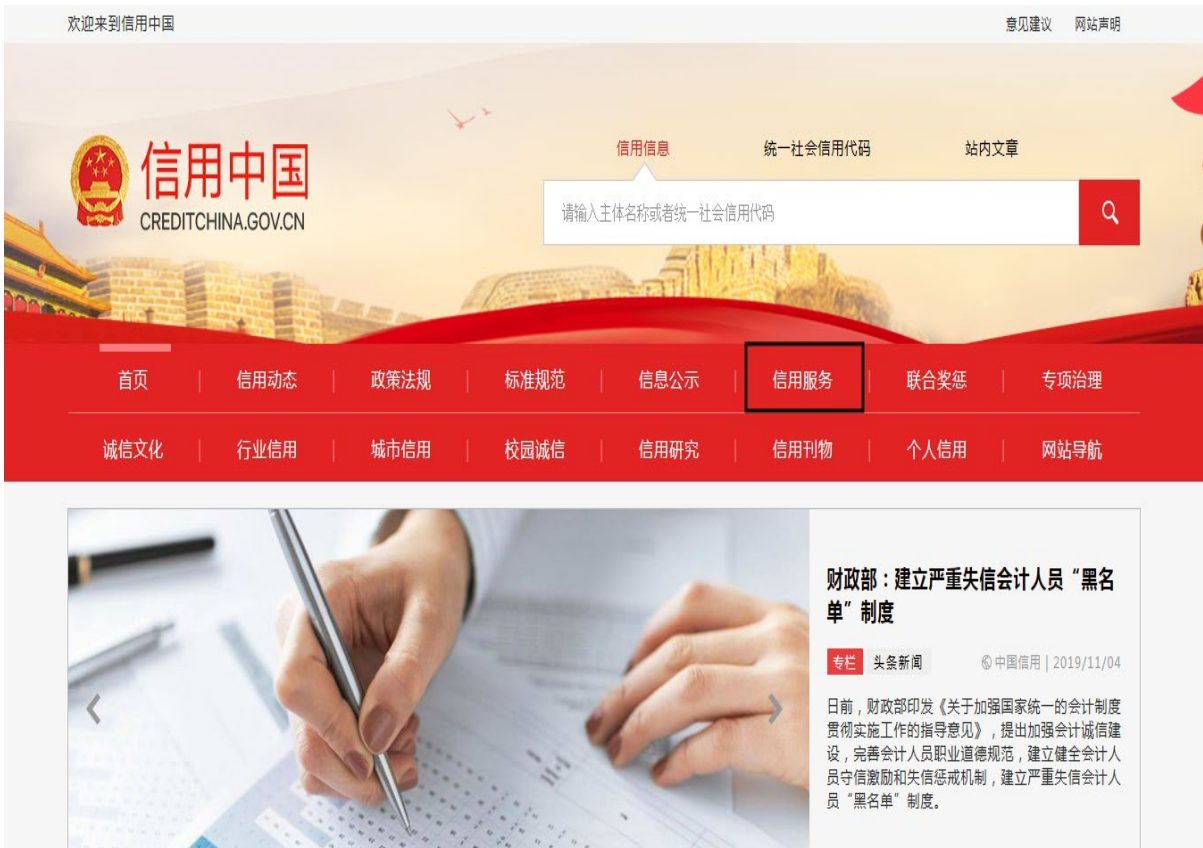 欢迎来到信用中国
意见建议 网站声明
信用信息 统一社会信用代码 站内文章
信用中国
CREDITCHINA.GOV.CN
请输入主体名称或者统一社会信用代码
首页 信用动态 政策法规 标准规范 信息公示 信用服务 联合奖惩 专项治理
诚信文化 行业信用 城市信用 校园诚信 信用研究 信用刊物 个人信用 网站导航
财政部：建立严重失信会计人员“黑名
单”制度
专栏 头条新闻 中国信用 | 2019/11/04
日前，财政部印发《关于加强国家统一的会计制度
贯彻实施工作的指导意见》，提出加强会计诚信建
设，完善会计人员职业道德规范，建立健全会计人
员守信激励和失信惩戒机制，建立严重失信会计人
员“黑名单”制度。